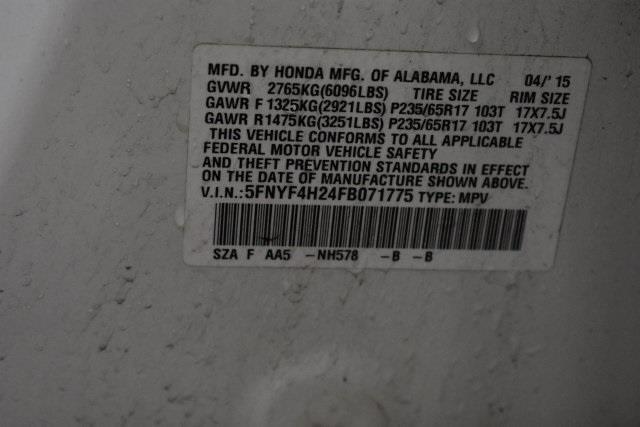 MFD. BY HONDA MFG. OF ALABAMA, LLC 04/'15
GVWR 2765KG(6096LBS) TIRE SIZE RIM SIZE
GAWR F 1325KG(2921LBS) P235/65R17 103T 17X7.5J
GAWR R1475KG(3251LBS) P235/65R17 103T 17X7.5J
THIS VEHICLE CONFORMS TO ALL APPLICABLE
FEDERAL MOTOR VEHICLE SAFETY
AND THEFT PREVENTION STANDARDS IN EFFECT
ON THE DATE OF MANUFACTURE SHOWN ABOVE.
V.I.N.:5FNYF4H24FB071775 TYPE: MPV
SZA F AA5 -NH578 -B -B